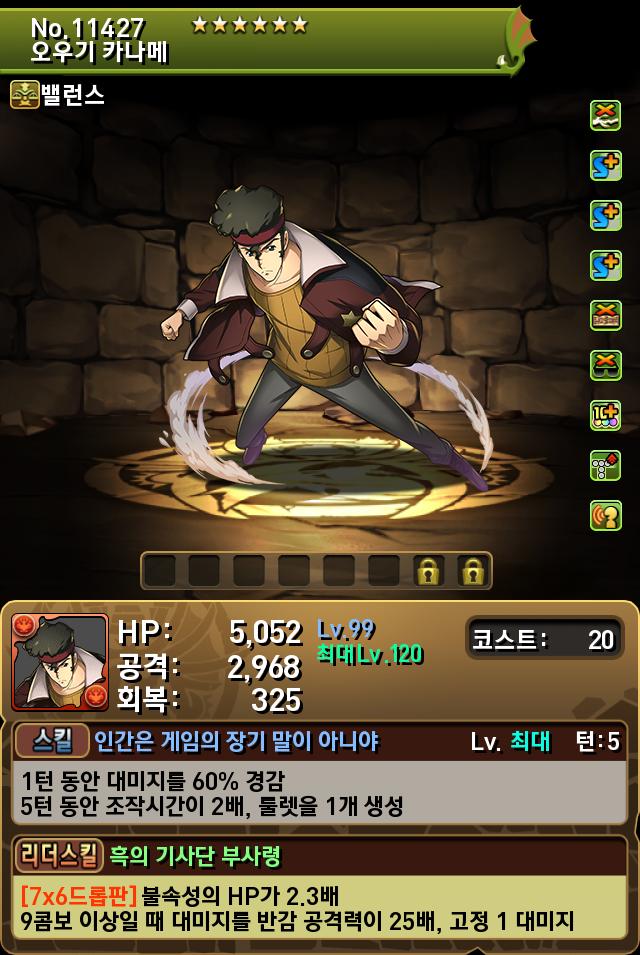 No.11427
오우기 카나메
밸런스
HP: 5,052 Lv.99
공격: 2,968 최대Lv.120
회복: 325
코스트: 20
스킬 인간은 게임의 장기 말이 아니야 Lv. 최대 턴:5
1턴 동안 대미지를 60% 경감
5턴 동안 조작시간이 2배, 룰렛을 1개 생성
리더스킬 흑의 기사단 부사령
[7x6드롭판] 불속성의 HP가 2.3배
9콤보 이상일 때 대미지를 반감 공격력이 25배, 고정 1 대미지